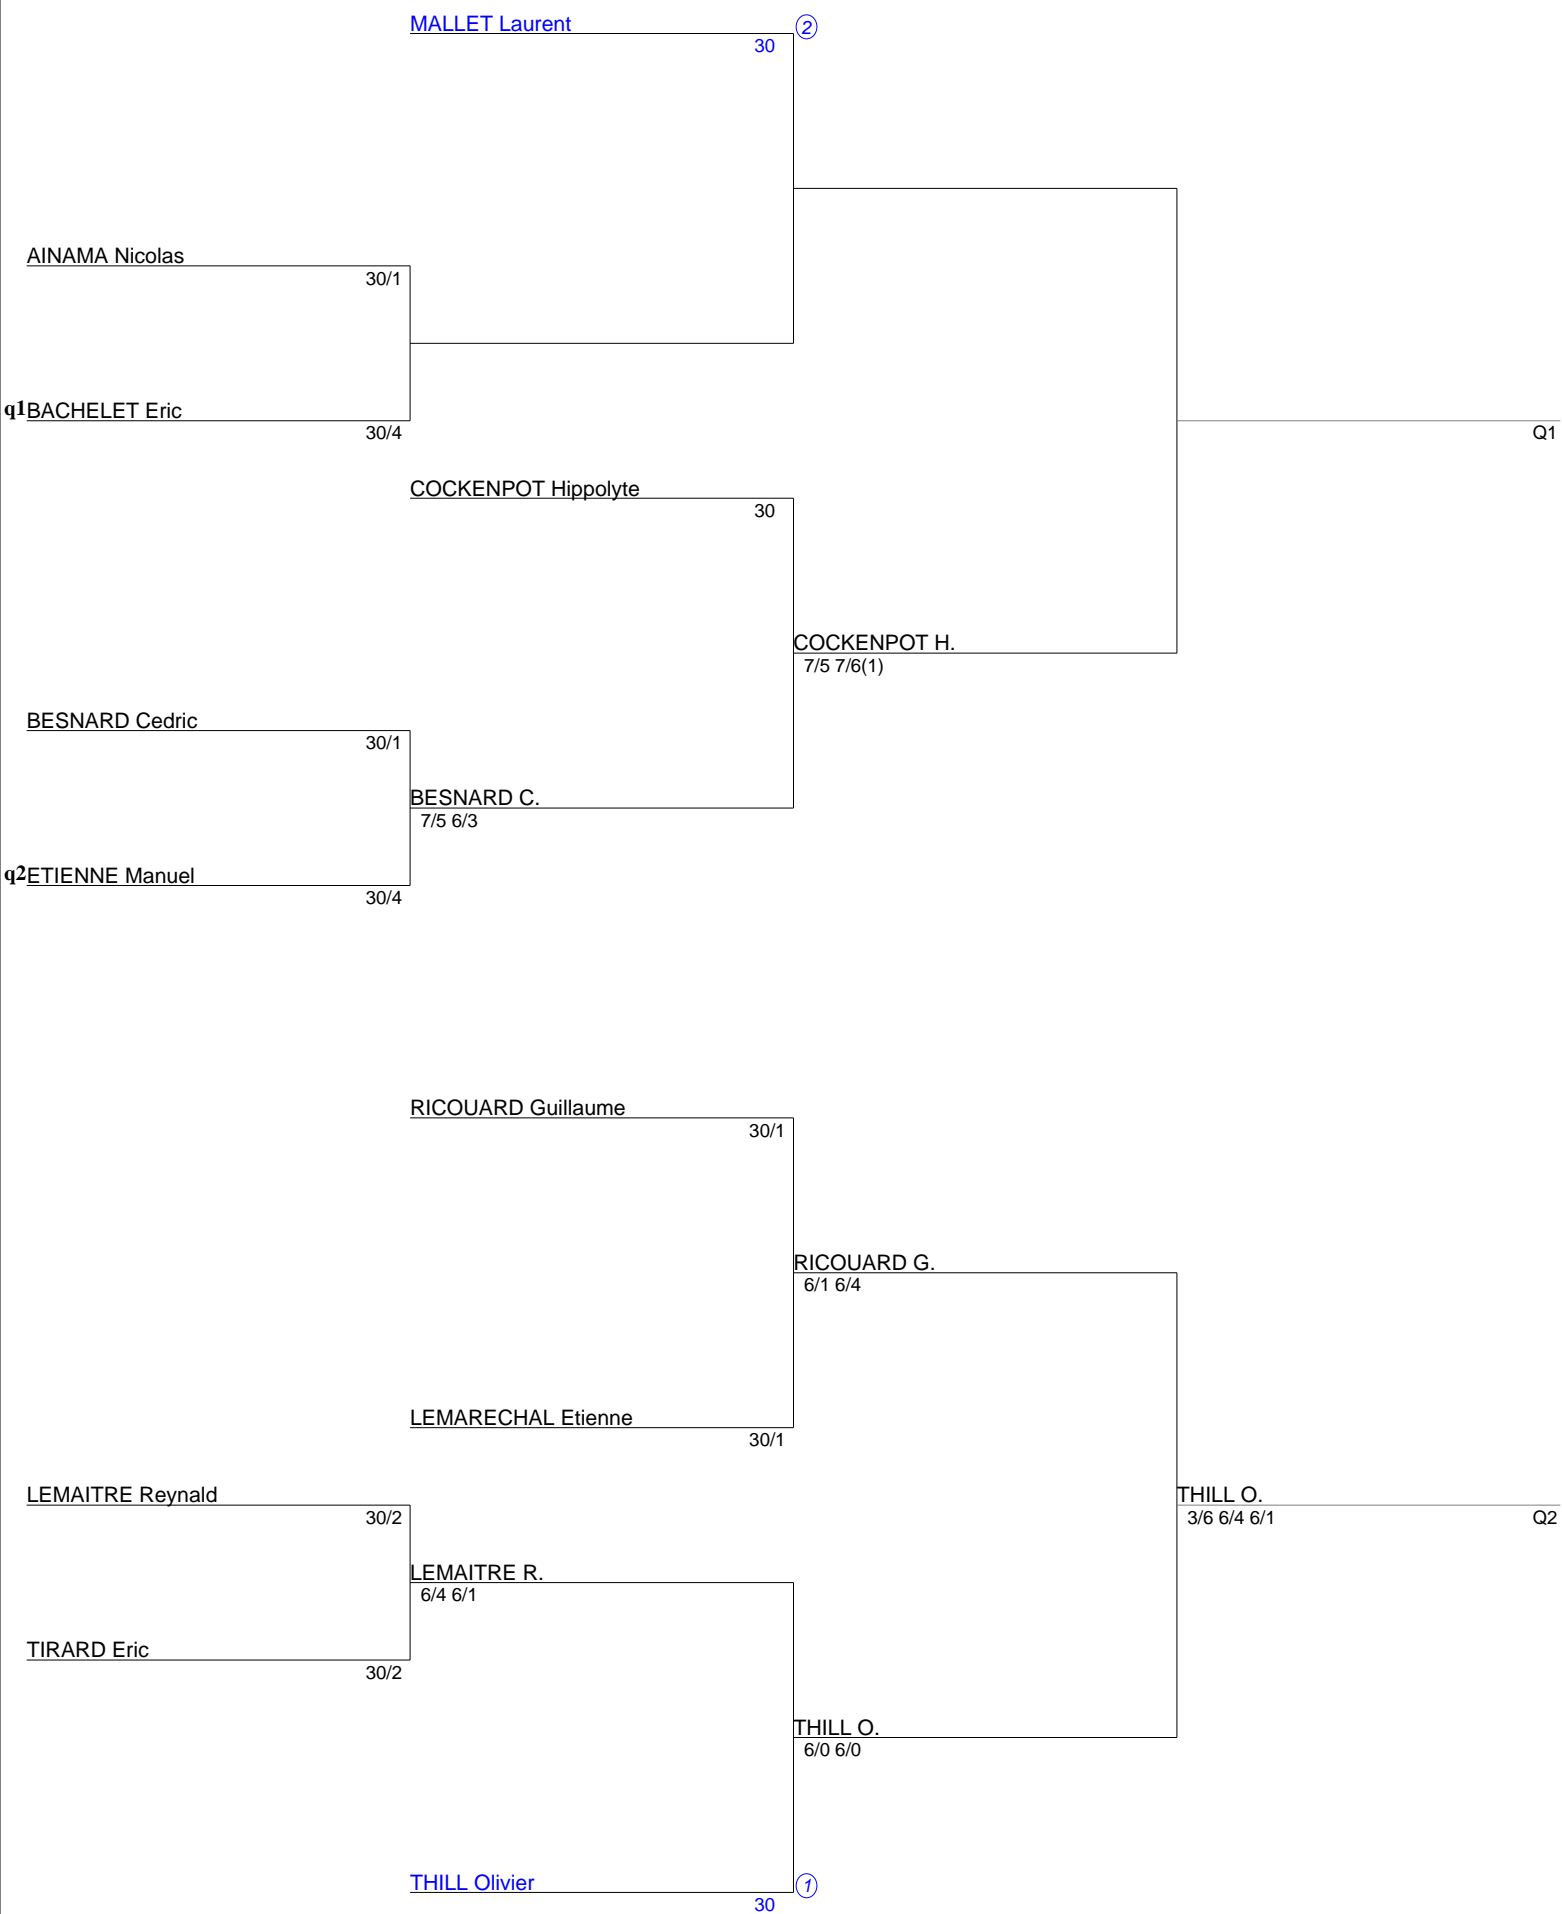 MALLET Laurent 2
30
AINAMA Nicolas
30/1
q1 BACHELET Eric
30/4
Q1
COCKENPOT Hippolyte
30
COCKENPOT H.
7/5 7/6(1)
BESNARD Cedric
30/1
BESNARD C.
7/5 6/3
q2 ETIENNE Manuel
30/4
RICOUARD Guillaume
30/1
RICOUARD G.
6/1 6/4
LEMARECHAL Etienne
30/1
LEMAITRE Reynald
30/2
THILL O.
3/6 6/4 6/1 Q2
LEMAITRE R.
6/4 6/1
TIRARD Eric
30/2
THILL O.
6/0 6/0
THILL Olivier 1
30